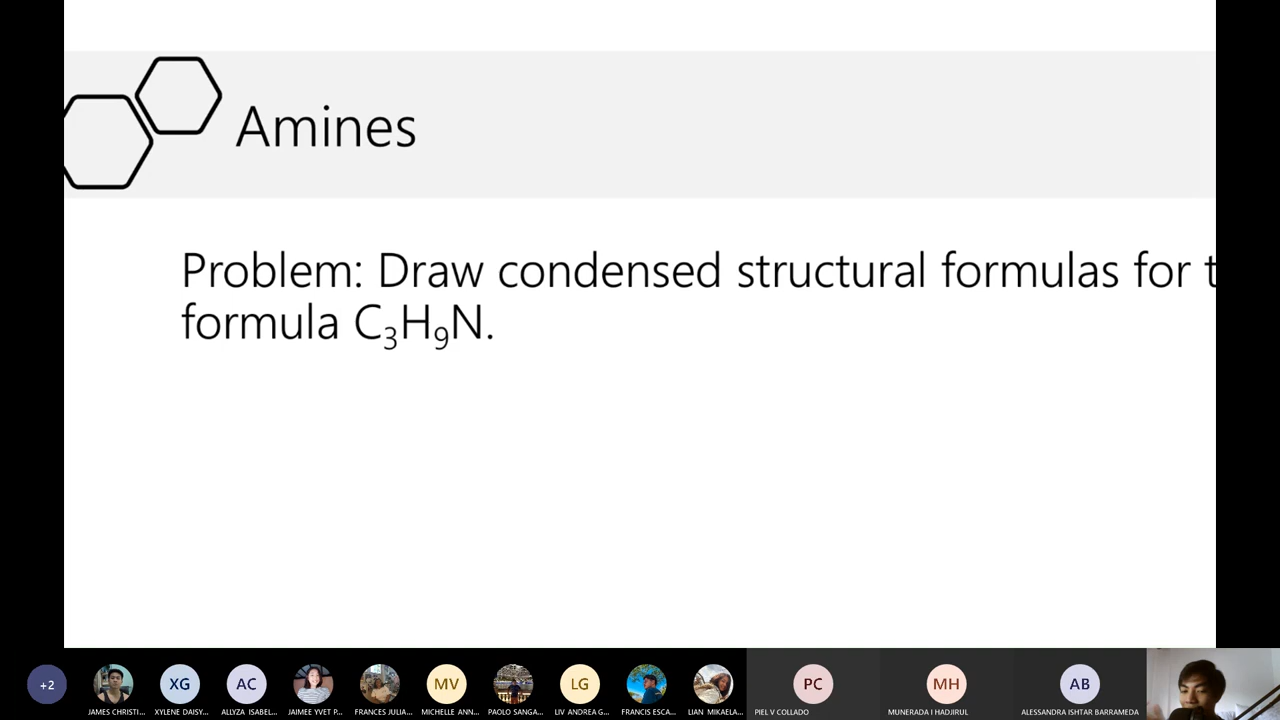 Amines
Problem: Draw condensed structural formulas for t
formula C₃H₉N.
+2
XG
AC
MV
LG
PC
MH
AB
JAMES CHRISTI...
XYLENE DAISY...
ALLYZA ISABEL...
JAIMEE YVET P...
FRANCES JULIA...
MICHELLE ANN...
PAOLO SANGA...
LIV ANDREA G...
FRANCIS ESCA...
LIAN MIKAELA...
PIEL V COLLADO
MUNERADA I HADJIRUL
ALESSANDRA ISHTAR BARRAMEDA